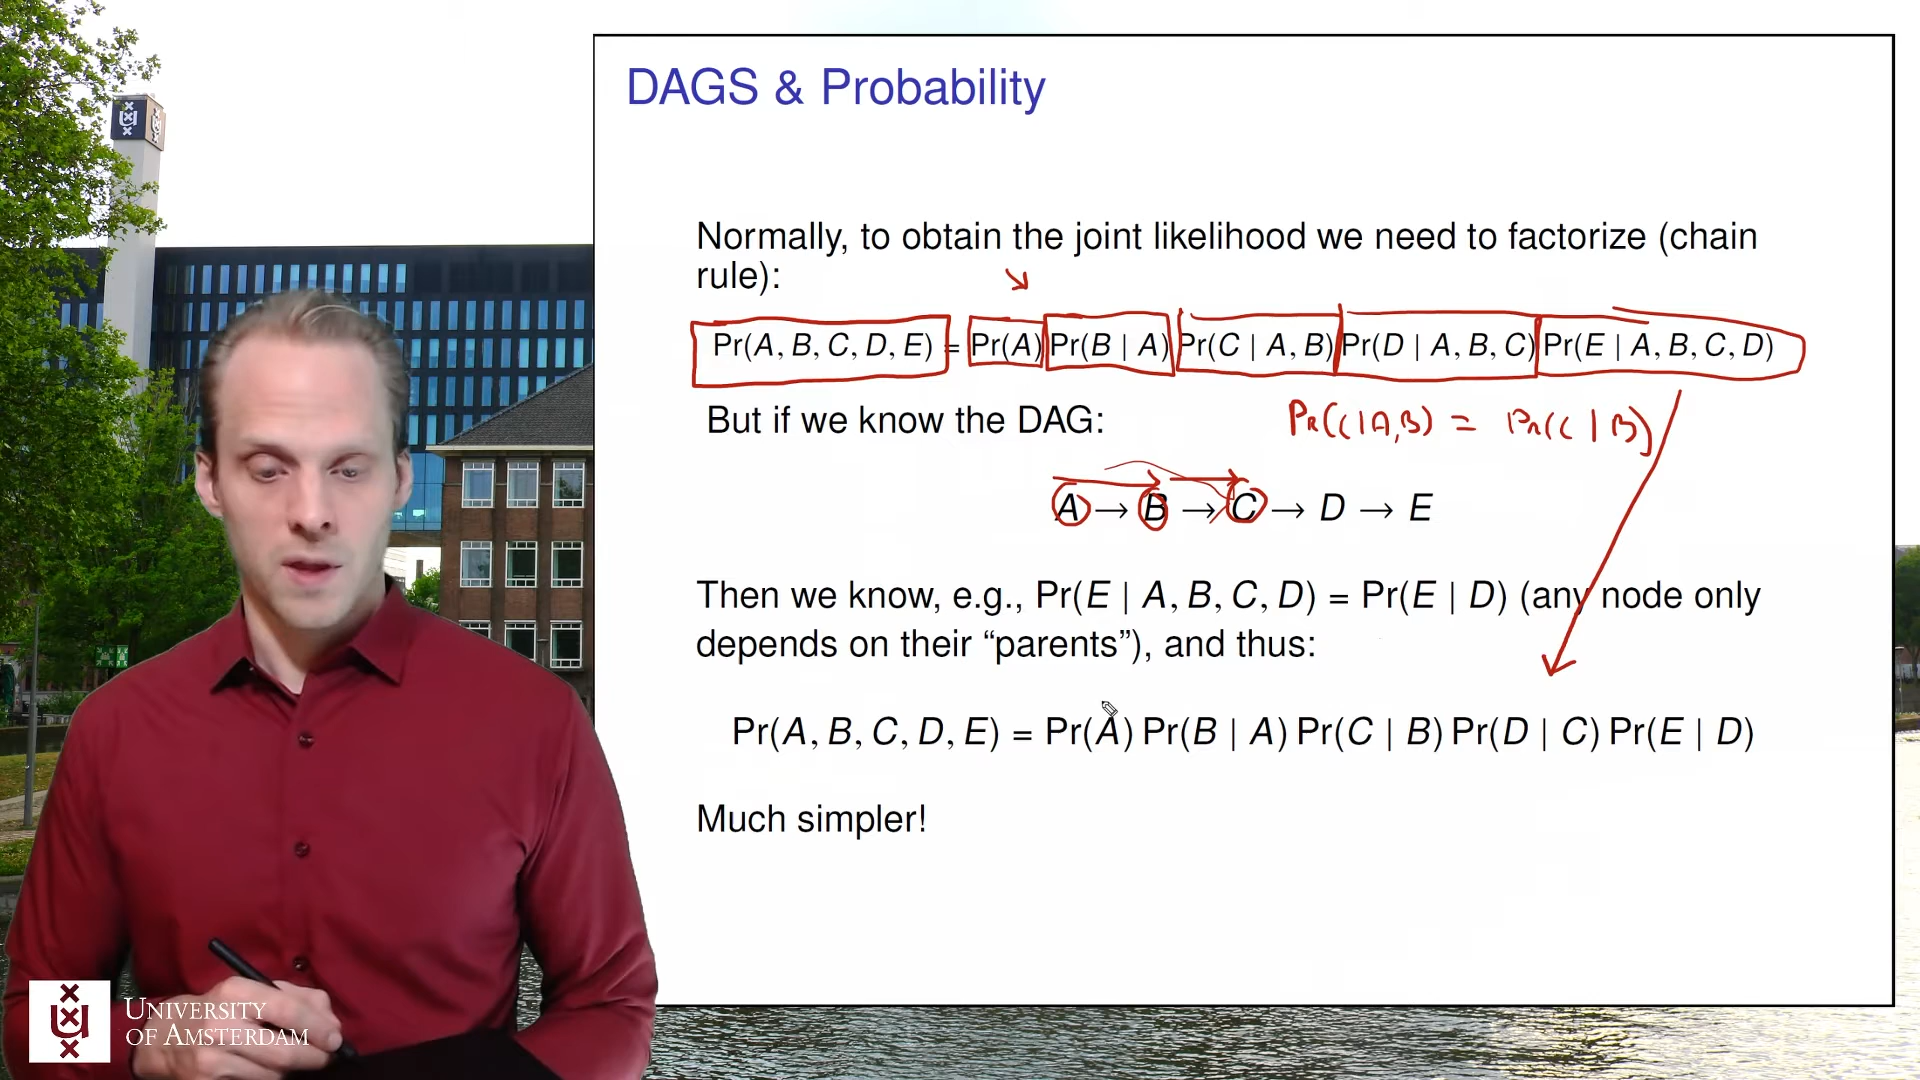 DAGS & Probability
Normally, to obtain the joint likelihood we need to factorize (chain
rule):
Pr(A, B, C, D, E) = Pr(A) Pr(B | A) Pr(C | A, B) Pr(D | A, B, C) Pr(E | A, B, C, D)
But if we know the DAG:
Pr(C | A, B) = Pr(C | B)
A → B → C → D → E
Then we know, e.g., Pr(E | A, B, C, D) = Pr(E | D) (any node only
depends on their “parents”), and thus:
Pr(A, B, C, D, E) = Pr(A) Pr(B | A) Pr(C | B) Pr(D | C) Pr(E | D)
Much simpler!
UNIVERSITY
OF AMSTERDAM